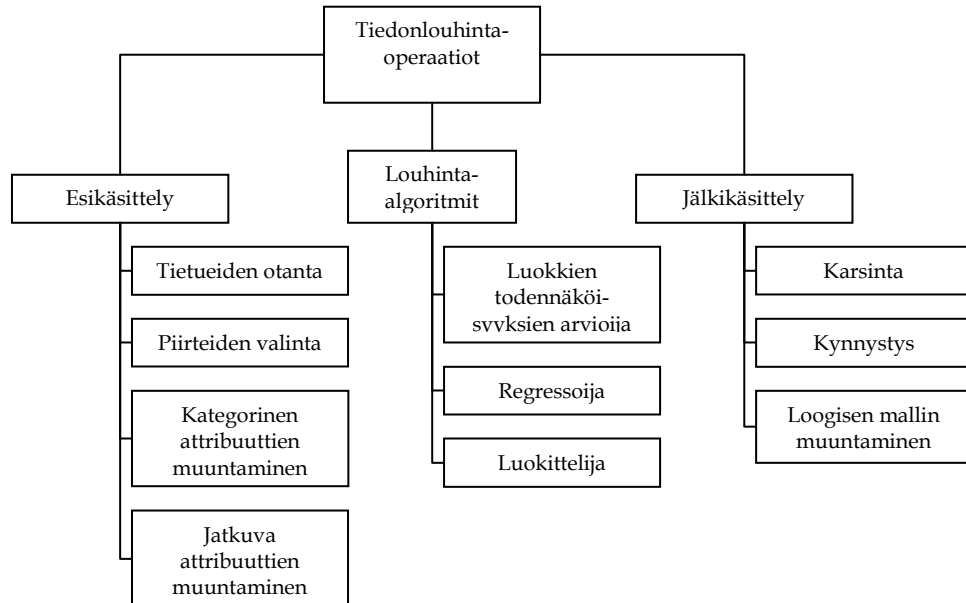 Tiedonlouhinta-
operaatiot
Esikäsittely
Louhinta-
algoritmit
Jälkikäsittely
Tietueiden otanta
Piirteiden valinta
Kategorinen
attribuuttien
muuntaminen
Jatkuva
attribuuttien
muuntaminen
Luokkien
todennäköi-
syyksien arvioija
Regressoija
Luokittelija
Karsinta
Kynnystys
Loogisen mallin
muuntaminen